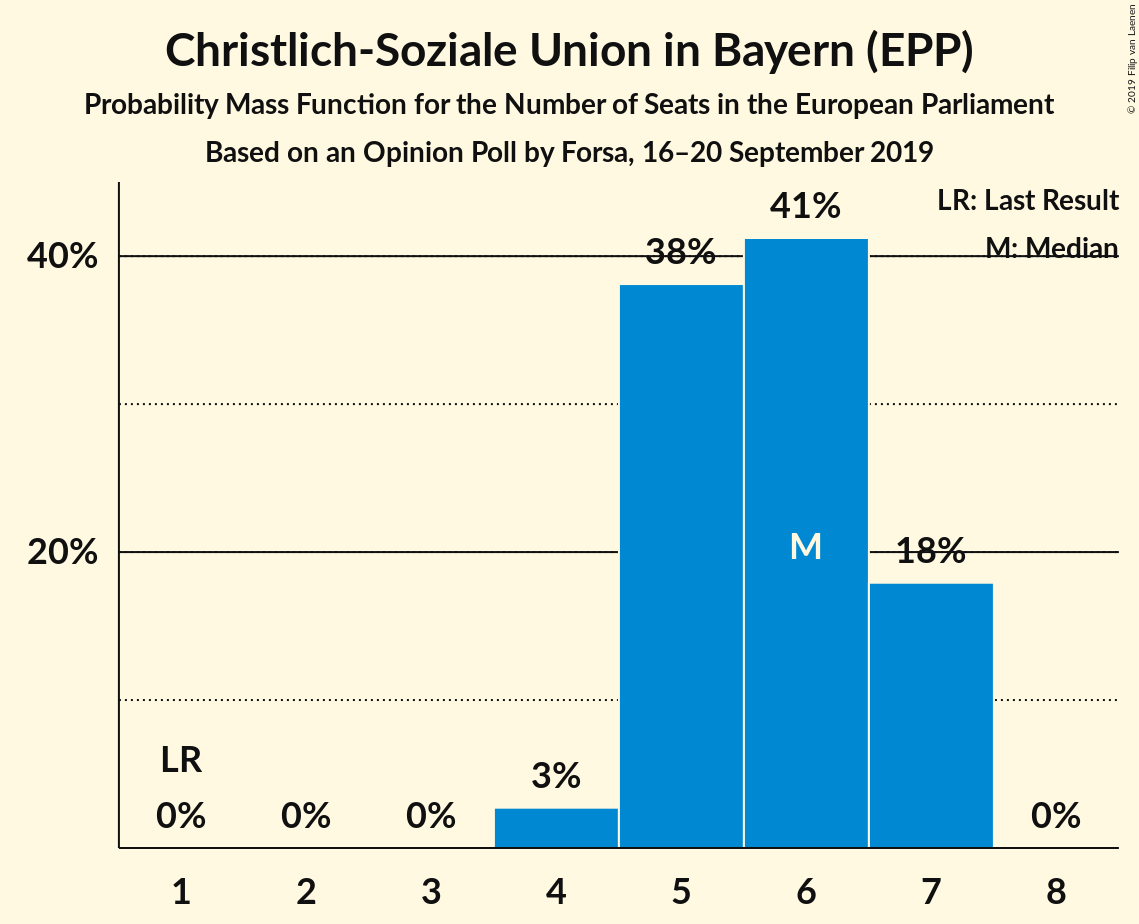 Christlich-Soziale Union in Bayern (EPP)
Probability Mass Function for the Number of Seats in the European Parliament
Based on an Opinion Poll by Forsa, 16–20 September 2019
© 2019 Filip van Laenen
LR: Last Result
M: Median
40%
20%
LR
0%
0%
0%
3%
38%
41%
M
18%
0%
1 2 3 4 5 6 7 8